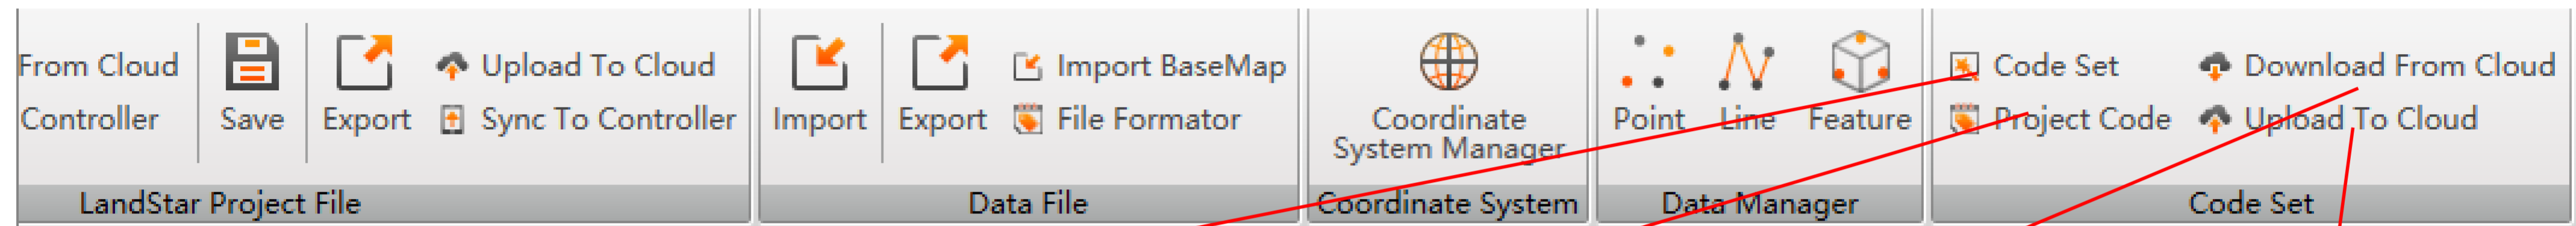 From Cloud
Controller
Save
Export
Upload To Cloud
Sync To Controller
LandStar Project File
Import
Export
Import BaseMap
File Formator
Data File
Coordinate
System Manager
Coordinate System
Point
Line
Feature
Data Manager
Code Set
Project Code
Download From Cloud
Upload To Cloud
Code Set